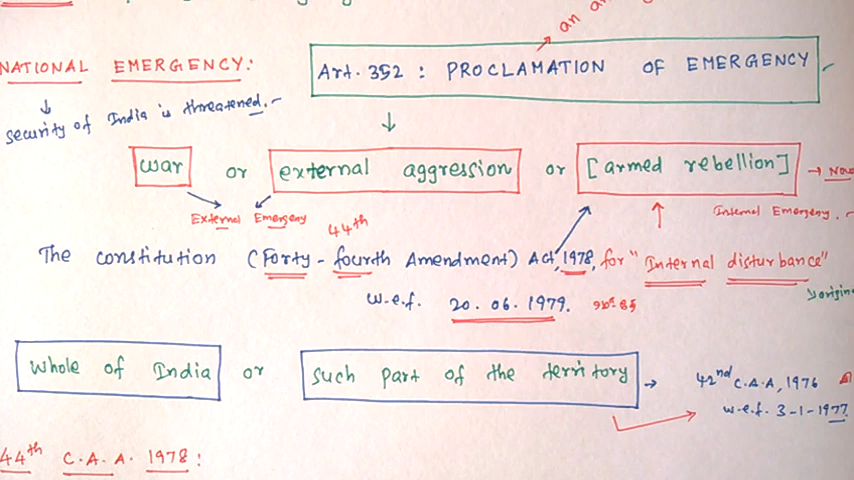 an
NATIONAL EMERGENCY:
Art. 352 : PROCLAMATION OF EMERGENCY
↓
security of India is threatened.
↓
war or external aggression or [armed rebellion] →
External Emergeny
Internal Emergeny.
44th
The constitution (Forty-fourth Amendment) Act, 1978, for "Internal disturbance"
w.e.f. 20.06.1979.
Whole of India or such part of the territory → 42nd C.A.A, 1976
w.e.f. 3-1-1977
44th C.A.A. 1978: